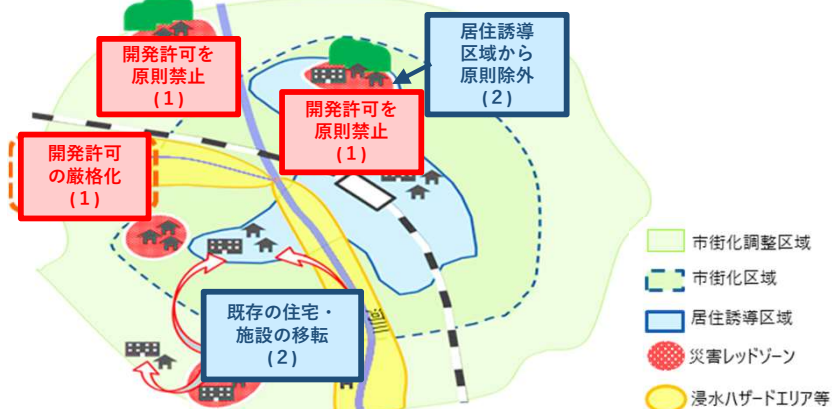 開発許可を
原則禁止
(1)
居住誘導
区域から
原則除外
(2)
開発許可を
原則禁止
(1)
開発許可
の厳格化
(1)
既存の住宅・
施設の移転
(2)
河川
市街化調整区域
市街化区域
居住誘導区域
災害レッドゾーン
浸水ハザードエリア等